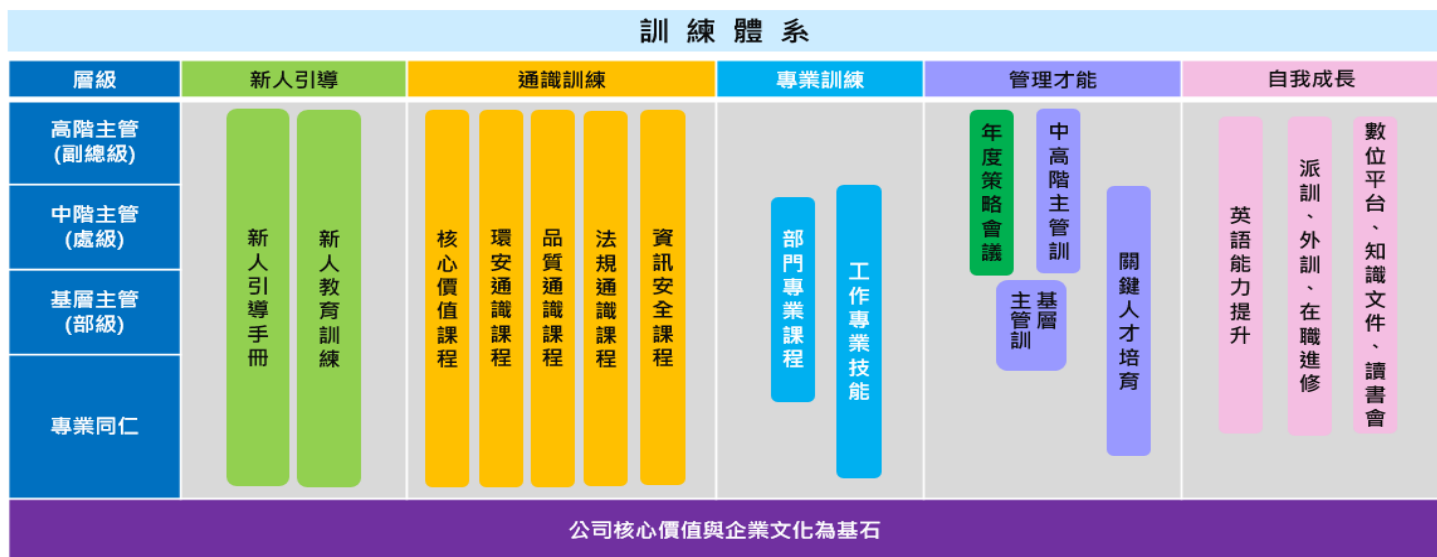 訓練體系
層級
新人引導
通識訓練
專業訓練
管理才能
自我成長
高階主管
(副總級)
中階主管
(處級)
基層主管
(部級)
專業同仁
新人引導手冊
新人教育訓練
核心價值課程
環安通識課程
品質通識課程
法規通識課程
資訊安全課程
部門專業課程
工作專業技能
年度策略會議
中高階主管訓
基層
主管訓
關鍵人才培育
英語能力提升
派訓、外訓、在職進修
數位平台、知識文件、讀書會
公司核心價值與企業文化為基石